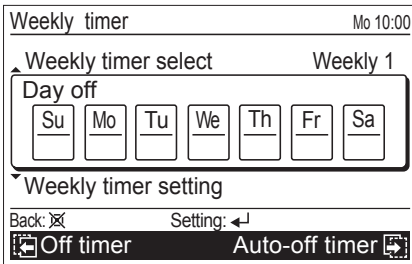 Weekly timer Mo 10:00
Weekly timer select Weekly 1
Day off
Su Mo Tu We Th Fr Sa
Weekly timer setting
Back: Setting:
Off timer Auto-off timer